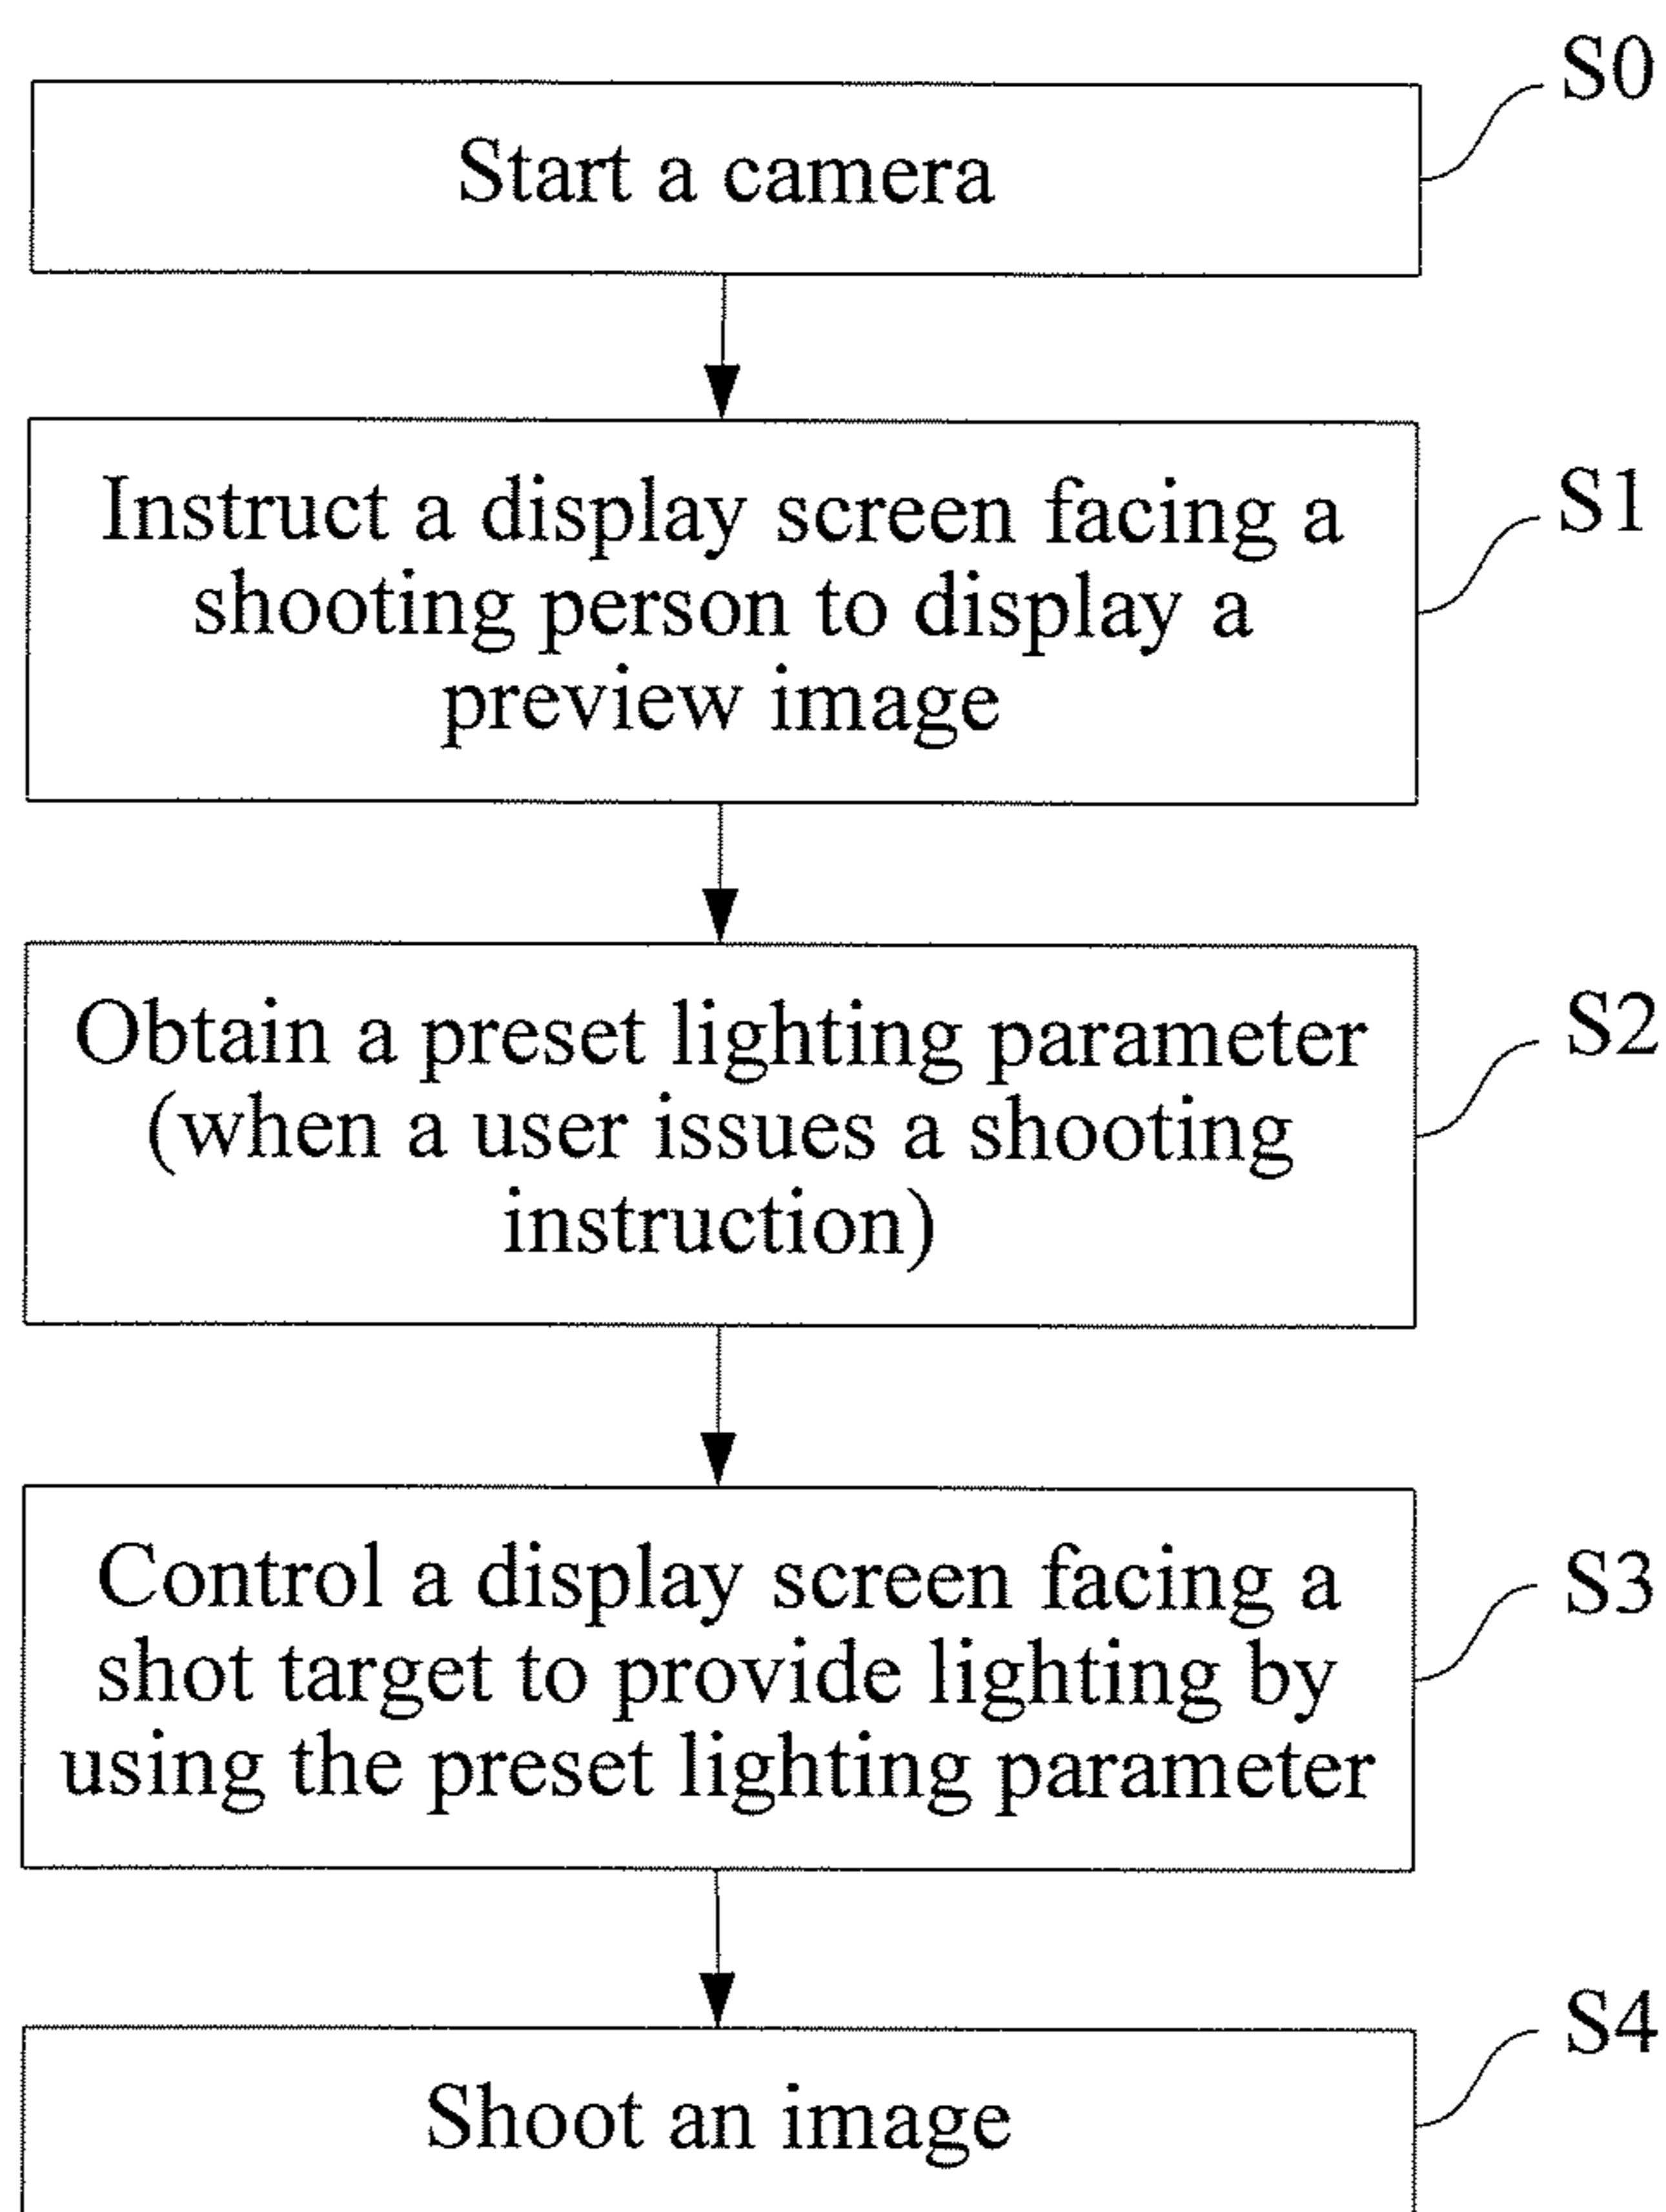 S0
Start a camera
Instruct a display screen facing a
shooting person to display a
preview image
S1
Obtain a preset lighting parameter
(when a user issues a shooting
instruction)
S2
Control a display screen facing a
shot target to provide lighting by
using the preset lighting parameter
S3
Shoot an image
S4